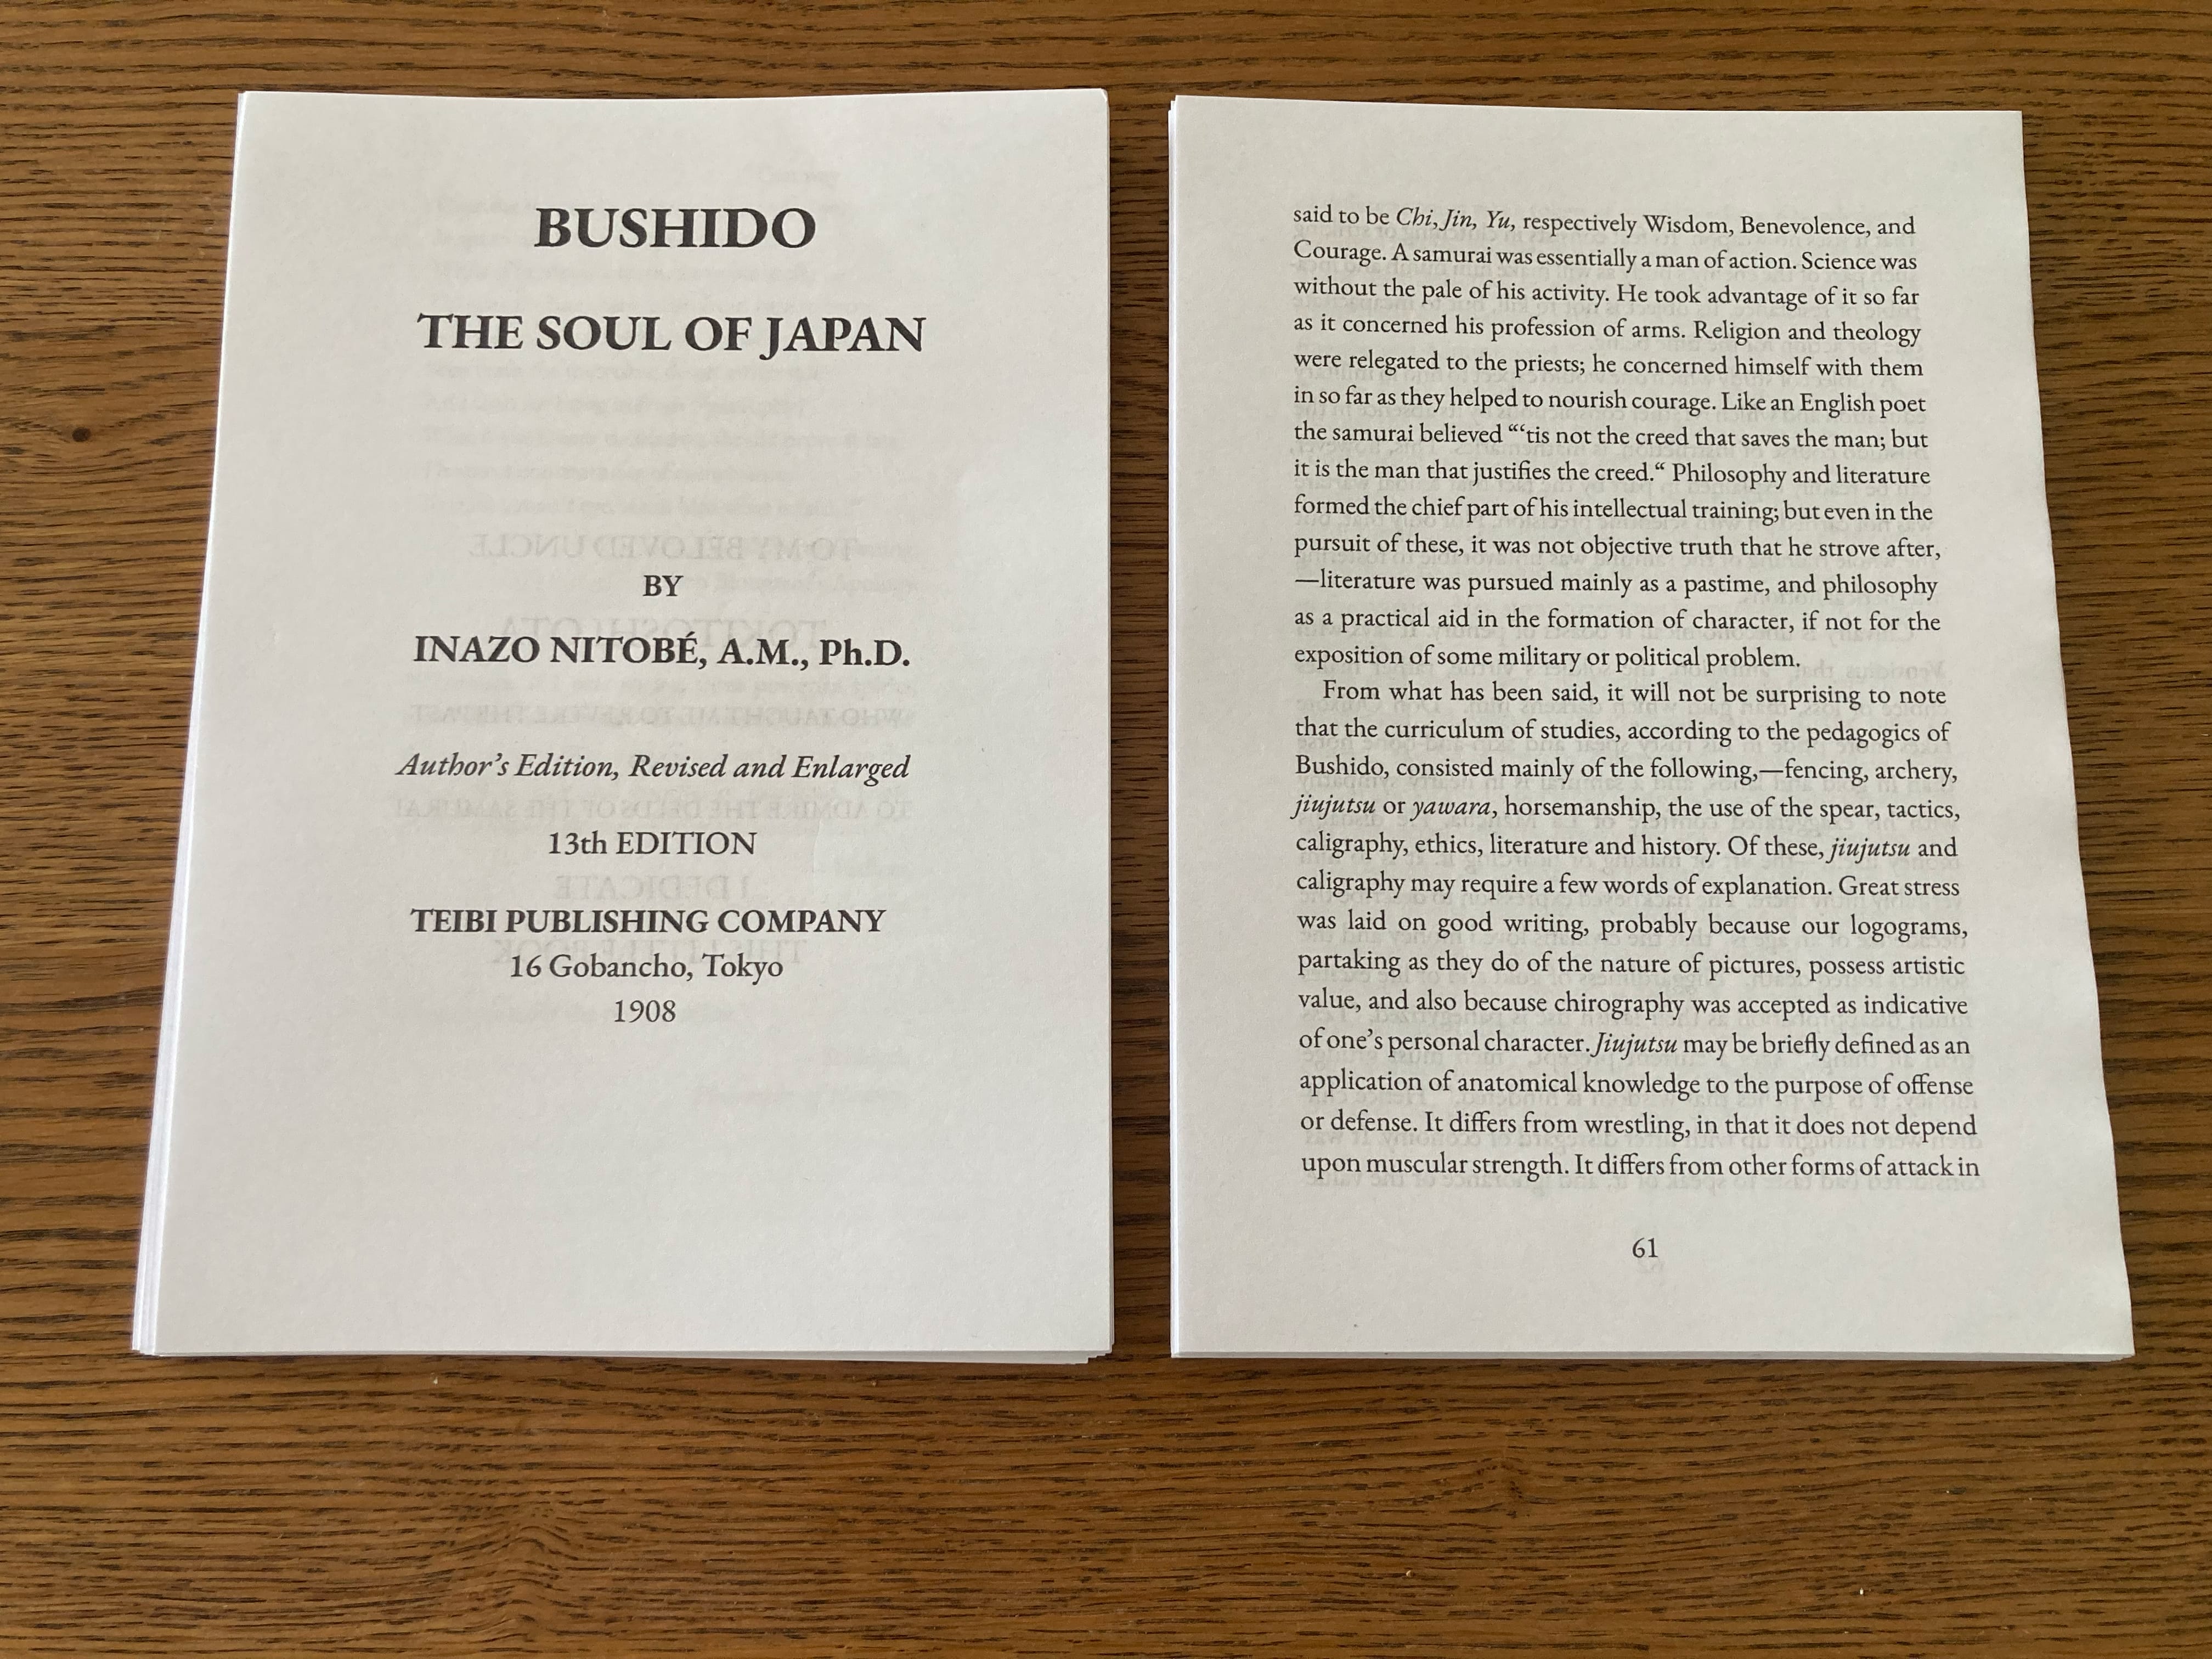 BUSHIDO
THE SOUL OF JAPAN
BY
INAZO NITOBÉ, A.M., Ph.D.
Author's Edition, Revised and Enlarged
13th EDITION
TEIBI PUBLISHING COMPANY
16 Gobancho, Tokyo
1908
said to be Chi, Jin, Yu, respectively Wisdom, Benevolence, and
Courage. A samurai was essentially a man of action. Science was
without the pale of his activity. He took advantage of it so far
as it concerned his profession of arms. Religion and theology
were relegated to the priests; he concerned himself with them
in so far as they helped to nourish courage. Like an English poet
the samurai believed “‘tis not the creed that saves the man; but
it is the man that justifies the creed.“ Philosophy and literature
formed the chief part of his intellectual training; but even in the
pursuit of these, it was not objective truth that he strove after,
—literature was pursued mainly as a pastime, and philosophy
as a practical aid in the formation of character, if not for the
exposition of some military or political problem.
From what has been said, it will not be surprising to note
that the curriculum of studies, according to the pedagogics of
Bushido, consisted mainly of the following,—fencing, archery,
jiujutsu or yawara, horsemanship, the use of the spear, tactics,
caligraphy, ethics, literature and history. Of these, jiujutsu and
caligraphy may require a few words of explanation. Great stress
was laid on good writing, probably because our logograms,
partaking as they do of the nature of pictures, possess artistic
value, and also because chirography was accepted as indicative
of one’s personal character. Jiujutsu may be briefly defined as an
application of anatomical knowledge to the purpose of offense
or defense. It differs from wrestling, in that it does not depend
upon muscular strength. It differs from other forms of attack in
61